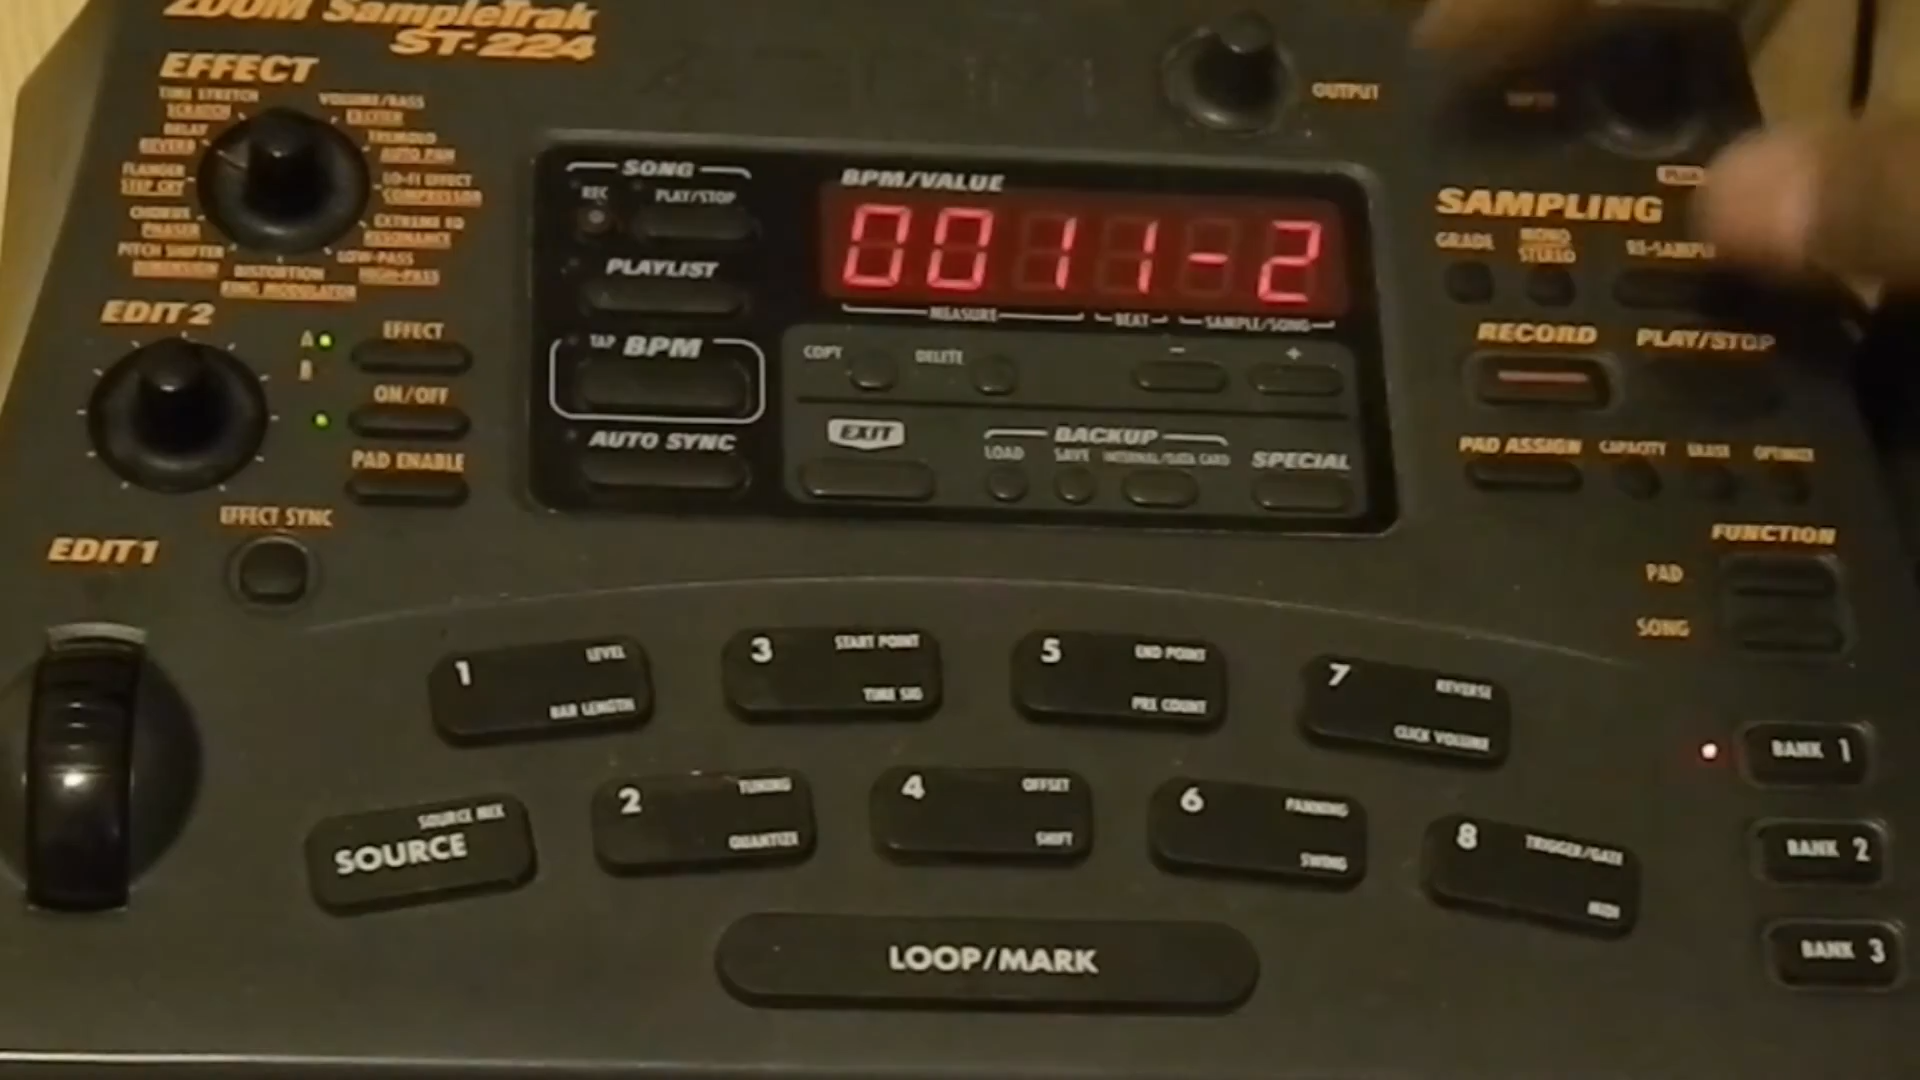 ZOOM SampleTrak
ST-224
EFFECT
TIME STRETCH
SCRATCH
VOLUME/BASS
EXCITER
DELAY
REVERB
TREMOLO
AUTO PAN
FLANGER
STEP CRY
LO-FI EFFECT
COMPRESSOR
CHORUS
PHASER
EXTREME EQ
RESONANCE
PITCH SHIFTER
DIMENSION
LOW-PASS
HIGH-PASS
DISTORTION
RING MODULATOR
EDIT 2
A
B
EFFECT
ON/OFF
PAD ENABLE
EFFECT SYNC
EDIT 1
SONG
REC
PLAY/STOP
PLAYLIST
TAP BPM
AUTO SYNC
BPM/VALUE
0011-2
MEASURE
BEAT
SAMPLE/SONG
COPY
DELETE
-
+
EXIT
BACKUP
LOAD
SAVE
INTERNAL/DATA CARD
SPECIAL
OUTPUT
SAMPLING
GRADE
MONO
STEREO
RE-SAMPLE
RECORD
PLAY/STOP
PAD ASSIGN
CAPACITY
ERASE
OPTIMIZE
FUNCTION
PAD
SONG
1
LEVEL
BAR LENGTH
3
START POINT
TIME SIG
5
END POINT
PRE COUNT
7
REVERSE
CLICK VOLUME
BANK 1
SOURCE MIX
SOURCE
2
TUNING
QUANTIZE
4
OFFSET
SHIFT
6
PANNING
SWING
8
TRIGGER/GATE
MIDI
BANK 2
BANK 3
LOOP/MARK